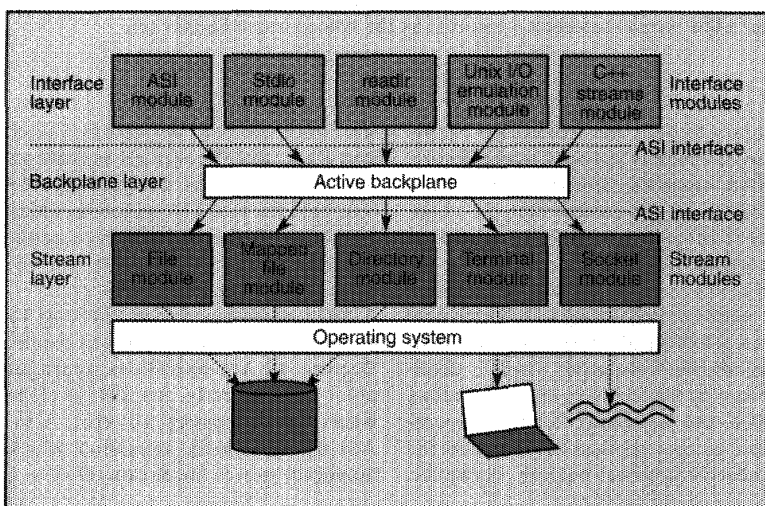 Interface
layer
ASI
module
Stdio
module
readir
module
Unix I/O
emulation
module
C++
streams
module
Interface
modules
ASI interface
Backplane layer
Active backplane
ASI interface
Stream
layer
File
module
Mapped
file
module
Directory
module
Terminal
module
Socket
module
Stream
modules
Operating system